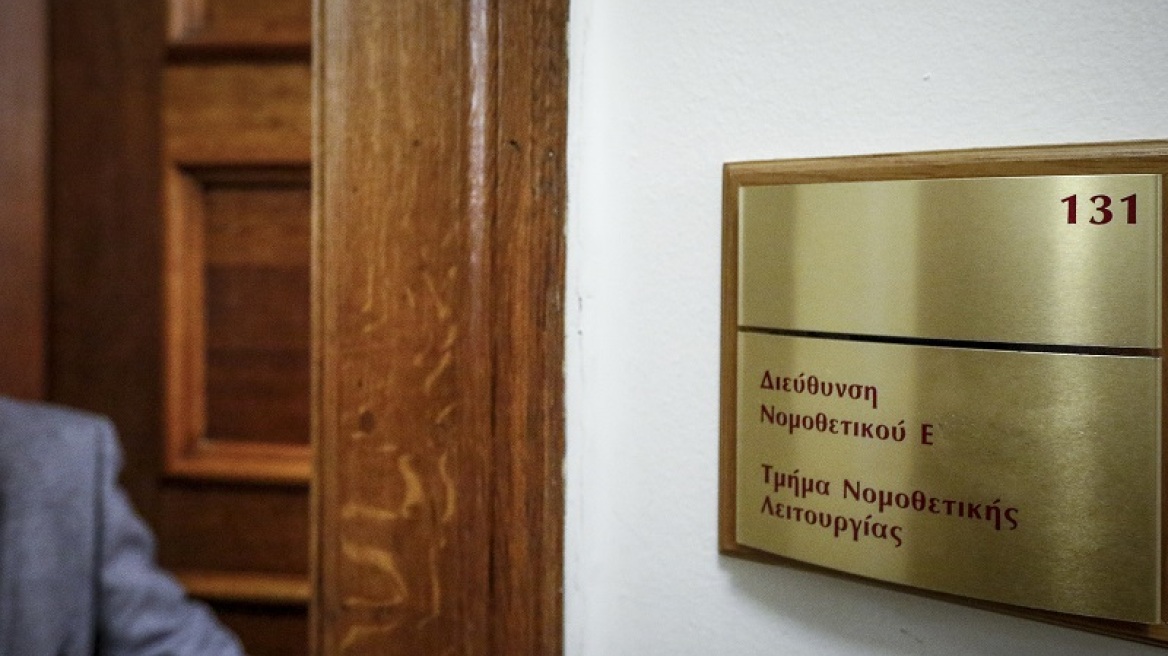 131
Διεύθυνση
Νομοθετικού Ε
Τμήμα Νομοθετικής
Λειτουργίας